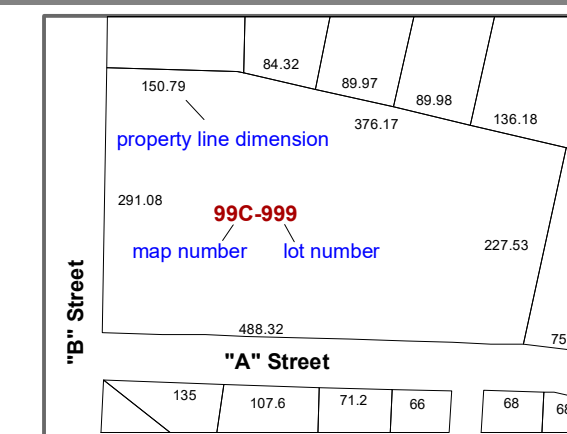 84.32
150.79
89.97
89.98
136.18
376.17
property line dimension
291.08
99C-999
map number
lot number
227.53
"B" Street
488.32
75
"A" Street
135
107.6
71.2
66
68
68